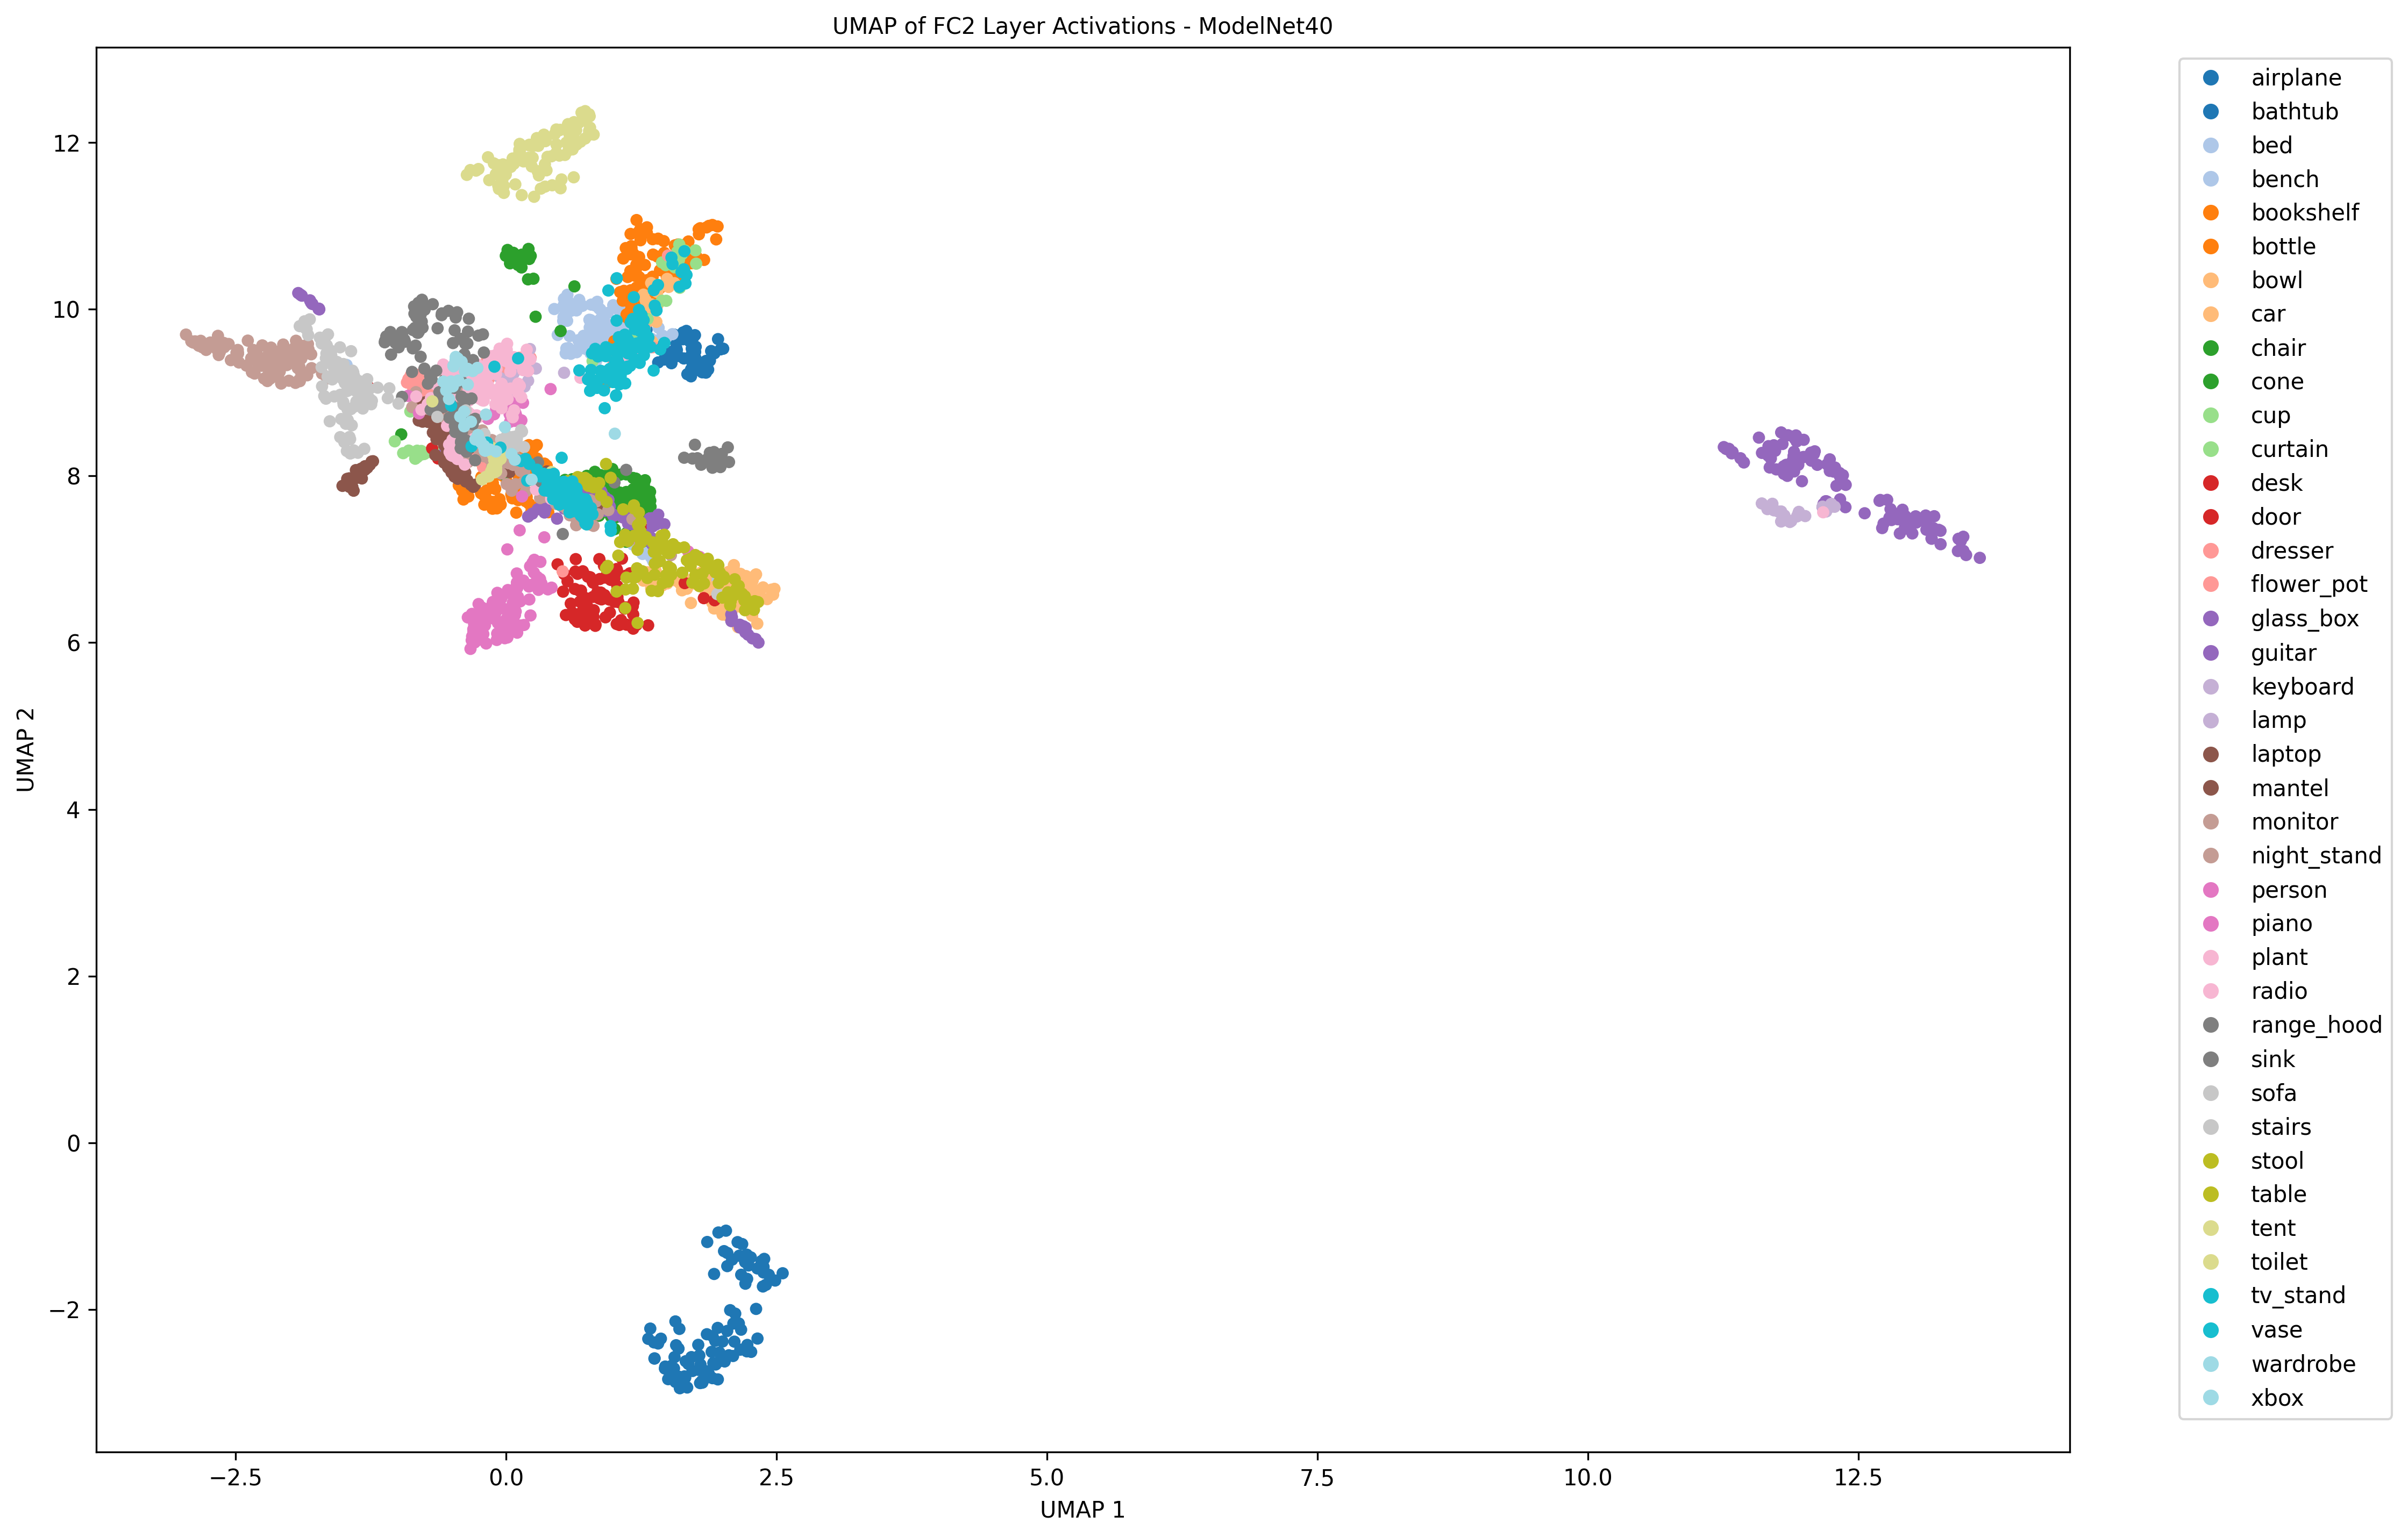 UMAP of FC2 Layer Activations - ModelNet40
12
10
8
6
4
2
0
−2
UMAP 2
−2.5
0.0
2.5
5.0
7.5
10.0
12.5
UMAP 1
airplane
bathtub
bed
bench
bookshelf
bottle
bowl
car
chair
cone
cup
curtain
desk
door
dresser
flower_pot
glass_box
guitar
keyboard
lamp
laptop
mantel
monitor
night_stand
person
piano
plant
radio
range_hood
sink
sofa
stairs
stool
table
tent
toilet
tv_stand
vase
wardrobe
xbox